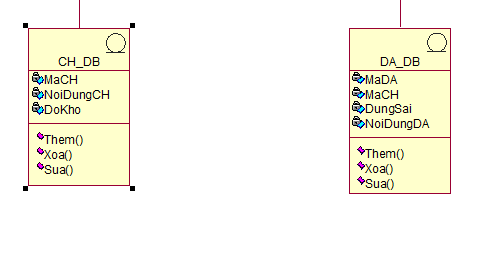 CH_DB
MaCH
NoiDungCH
DoKho
Them()
Xoa()
Sua()
DA_DB
MaDA
MaCH
DungSai
NoiDungDA
Them()
Xoa()
Sua()